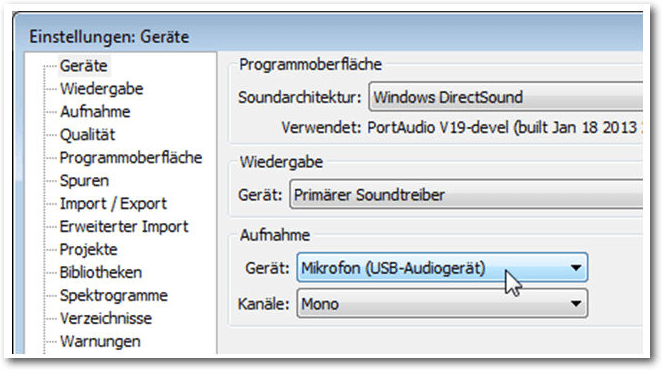 Einstellungen: Geräte
Geräte
Wiedergabe
Aufnahme
Qualität
Programmoberfläche
Spuren
Import / Export
Erweiterter Import
Projekte
Bibliotheken
Spektrogramme
Verzeichnisse
Warnungen
Programmoberfläche
Soundarchitektur: Windows DirectSound
Verwendet: PortAudio V19-devel (built Jan 18 2013
Wiedergabe
Gerät: Primärer Soundtreiber
Aufnahme
Gerät: Mikrofon (USB-Audiogerät)
Kanäle: Mono